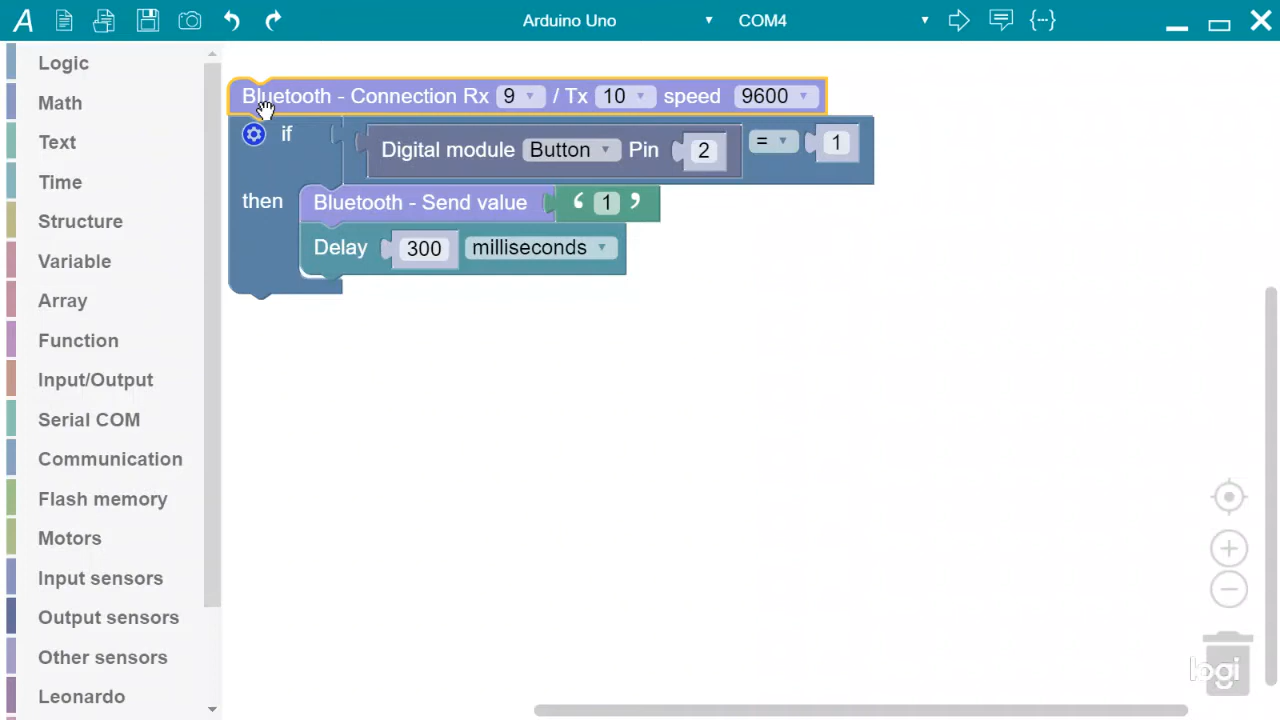 A Arduino Uno COM4
Logic
Math
Text
Time
Structure
Variable
Array
Function
Input/Output
Serial COM
Communication
Flash memory
Motors
Input sensors
Output sensors
Other sensors
Leonardo
Bluetooth - Connection Rx 9 / Tx 10 speed 9600
if Digital module Button Pin 2 = 1
then Bluetooth - Send value ‘ 1 ’
Delay 300 milliseconds
logi